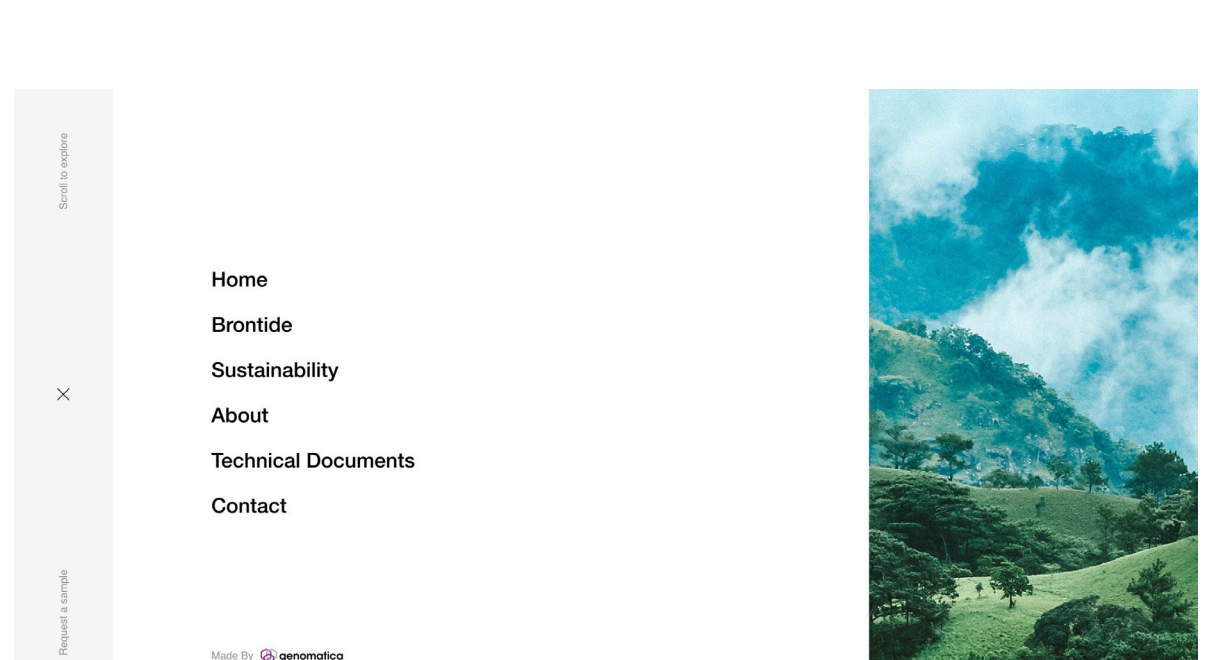 Scroll to explore
Home
Brontide
Sustainability
About
Technical Documents
Contact
Request a sample
Made By genomatica